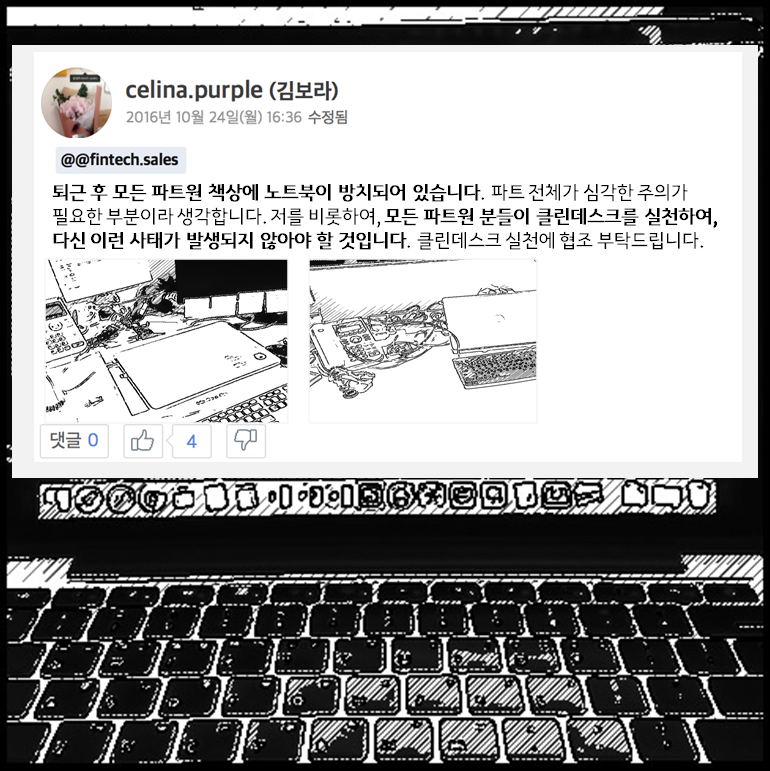 celina.purple (김보라)
2016년 10월 24일(월) 16:36 수정됨
@@fintech.sales
퇴근 후 모든 파트원 책상에 노트북이 방치되어 있습니다. 파트 전체가 심각한 주의가
필요한 부분이라 생각합니다. 저를 비롯하여, 모든 파트원 분들이 클린데스크를 실천하여,
다신 이런 사태가 발생되지 않아야 할 것입니다. 클린데스크 실천에 협조 부탁드립니다.
댓글 0 4